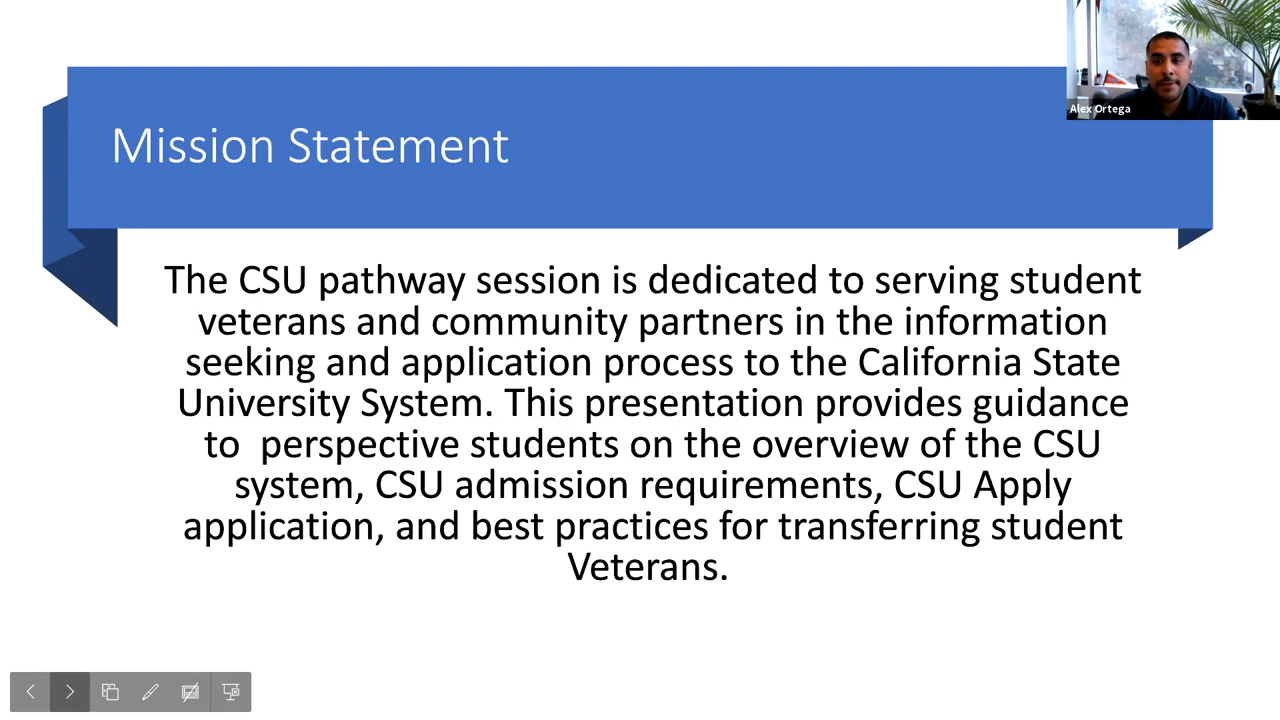 Alex Ortega
Mission Statement
The CSU pathway session is dedicated to serving student
veterans and community partners in the information
seeking and application process to the California State
University System. This presentation provides guidance
to  perspective students on the overview of the CSU
system, CSU admission requirements, CSU Apply
application, and best practices for transferring student
Veterans.